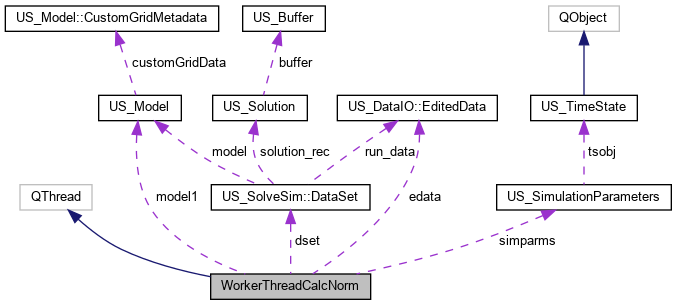 US_Model::CustomGridMetadata
US_Buffer
QObject
customGridData
buffer
US_Model
US_Solution
US_DataIO::EditedData
US_TimeState
model
solution_rec
run_data
tsobj
QThread
model1
US_SolveSim::DataSet
edata
US_SimulationParameters
dset
simparms
WorkerThreadCalcNorm